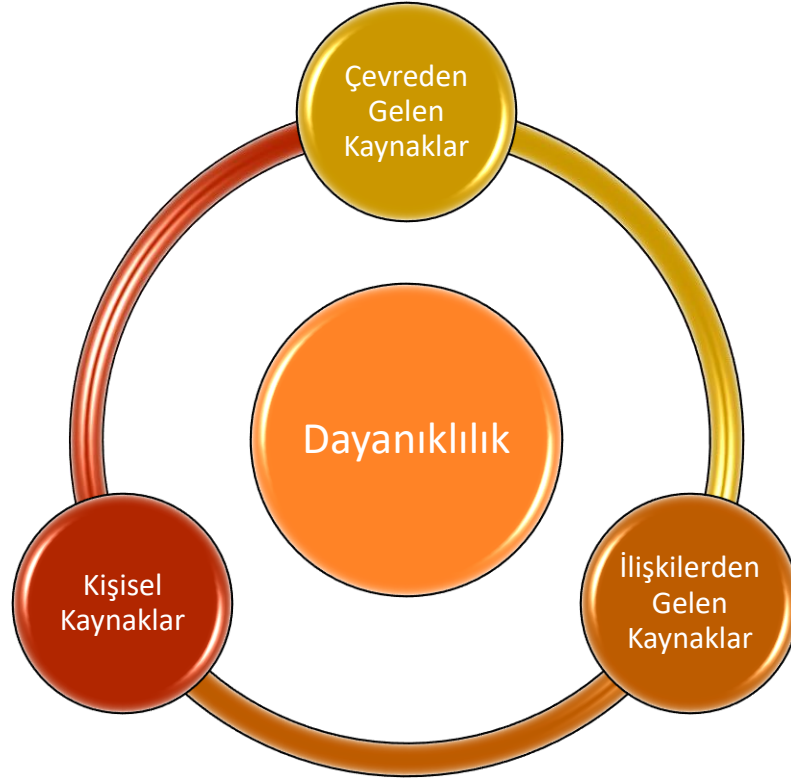 Çevreden
Gelen
Kaynaklar
Dayanıklılık
Kişisel
Kaynaklar
İlişkilerden
Gelen
Kaynaklar